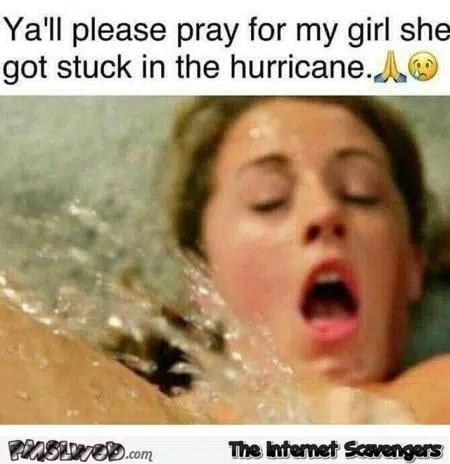 Ya'll please pray for my girl she
got stuck in the hurricane.🙏😢
PMSLWEB.com
The Internet Scavengers